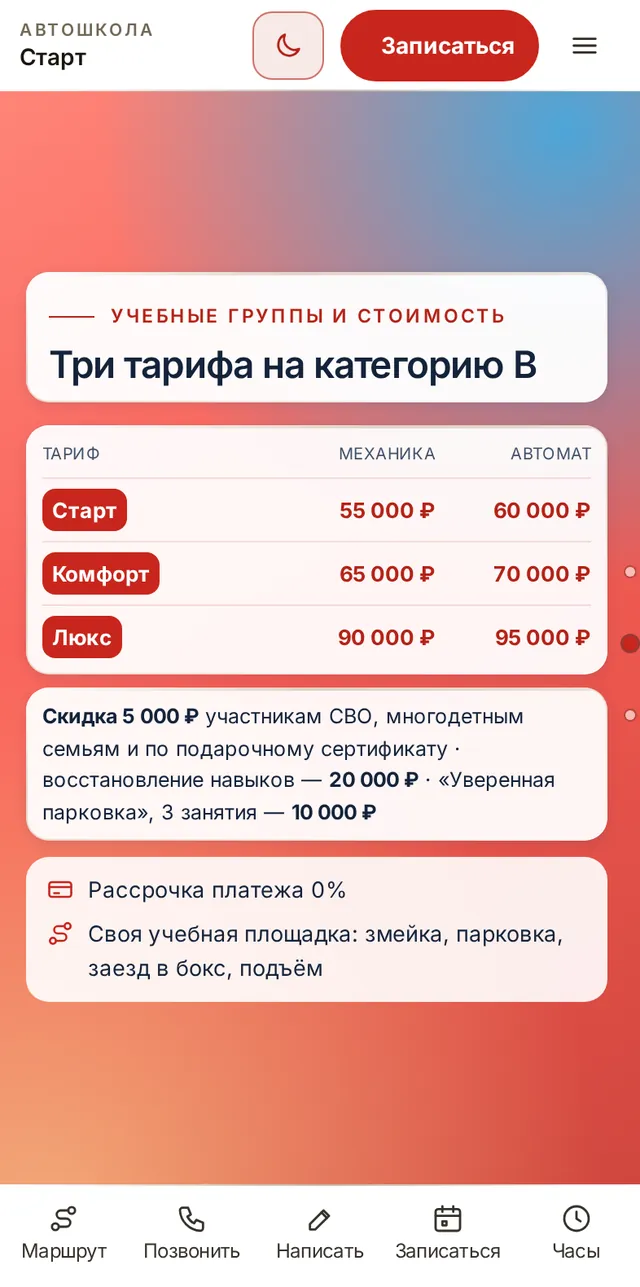 АВТОШКОЛА
Старт
Записаться
УЧЕБНЫЕ ГРУППЫ И СТОИМОСТЬ
Три тарифа на категорию B
ТАРИФ МЕХАНИКА АВТОМАТ
Старт 55 000 ₽ 60 000 ₽
Комфорт 65 000 ₽ 70 000 ₽
Люкс 90 000 ₽ 95 000 ₽
Скидка 5 000 ₽ участникам СВО, многодетным
семьям и по подарочному сертификату ·
восстановление навыков — 20 000 ₽ · «Уверенная
парковка», 3 занятия — 10 000 ₽
Рассрочка платежа 0%
Своя учебная площадка: змейка, парковка,
заезд в бокс, подъём
Маршрут Позвонить Написать Записаться Часы